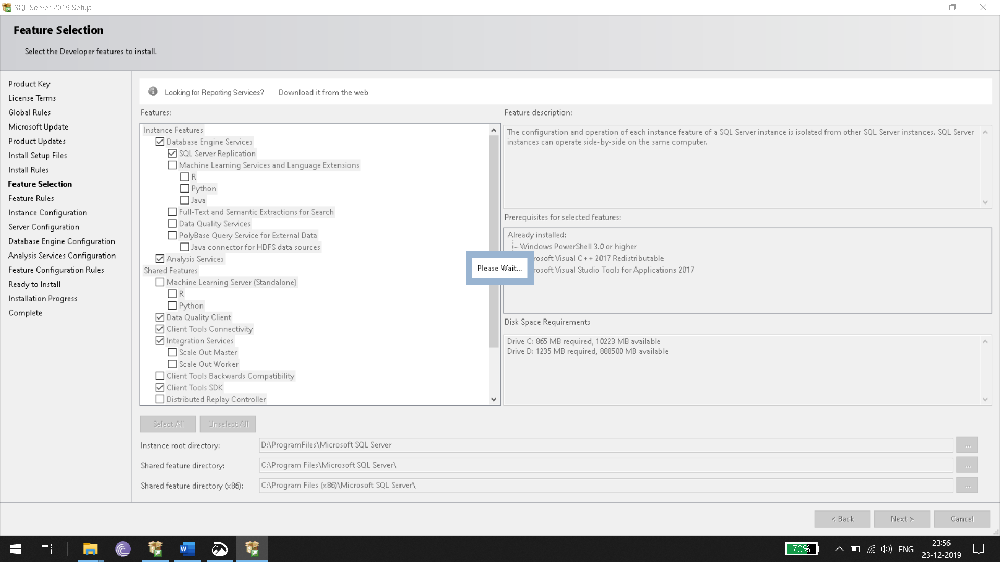 SQL Server 2019 Setup
Feature Selection
Select the Developer features to install.
Product Key
License Terms
Global Rules
Microsoft Update
Product Updates
Install Setup Files
Install Rules
Feature Selection
Feature Rules
Instance Configuration
Server Configuration
Database Engine Configuration
Analysis Services Configuration
Feature Configuration Rules
Ready to Install
Installation Progress
Complete
Looking for Reporting Services? Download it from the web
Features:
Instance Features
Database Engine Services
SQL Server Replication
Machine Learning Services and Language Extensions
R
Python
Java
Full-Text and Semantic Extractions for Search
Data Quality Services
PolyBase Query Service for External Data
Java connector for HDFS data sources
Analysis Services
Shared Features
Machine Learning Server (Standalone)
R
Python
Data Quality Client
Client Tools Connectivity
Integration Services
Scale Out Master
Scale Out Worker
Client Tools Backwards Compatibility
Client Tools SDK
Distributed Replay Controller
Feature description:
The configuration and operation of each instance feature of a SQL Server instance is isolated from other SQL Server instances. SQL Server
instances can operate side-by-side on the same computer.
Prerequisites for selected features:
Already installed:
Windows PowerShell 3.0 or higher
rosoft Visual C++ 2017 Redistributable
rosoft Visual Studio Tools for Applications 2017
Please Wait...
Disk Space Requirements
Drive C: 865 MB required, 10223 MB available
Drive D: 1235 MB required, 888500 MB available
Select All Unselect All
Instance root directory: D:\ProgramFiles\Microsoft SQL Server ...
Shared feature directory: C:\Program Files\Microsoft SQL Server\ ...
Shared feature directory (x86): C:\Program Files (x86)\Microsoft SQL Server\ ...
< Back Next > Cancel
70% ENG 23:56
23-12-2019